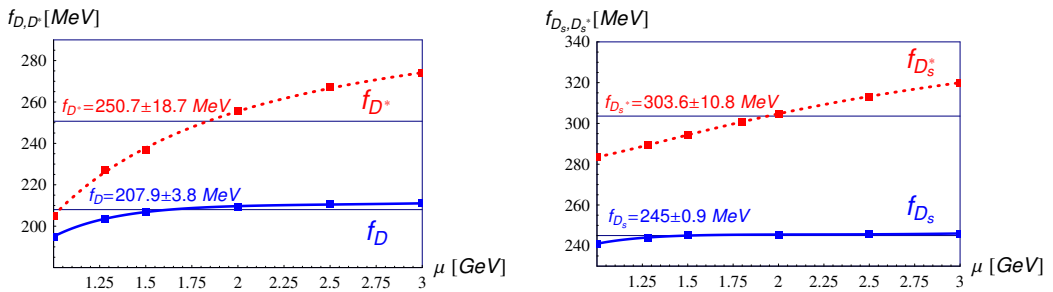 f_{D,D*}[MeV]
280
260
240
220
200
f_{D*}=250.7±18.7 MeV
f_{D*}
f_D=207.9±3.8 MeV
f_D
1.25 1.5 1.75 2 2.25 2.5 2.75 3
μ [GeV]
f_{D_s,D_s*}[MeV]
340
320
300
280
260
240
f_{D_s*}
f_{D_s*}=303.6±10.8 MeV
f_{D_s}=245±0.9 MeV
f_{D_s}
1.25 1.5 1.75 2 2.25 2.5 2.75 3
μ [GeV]